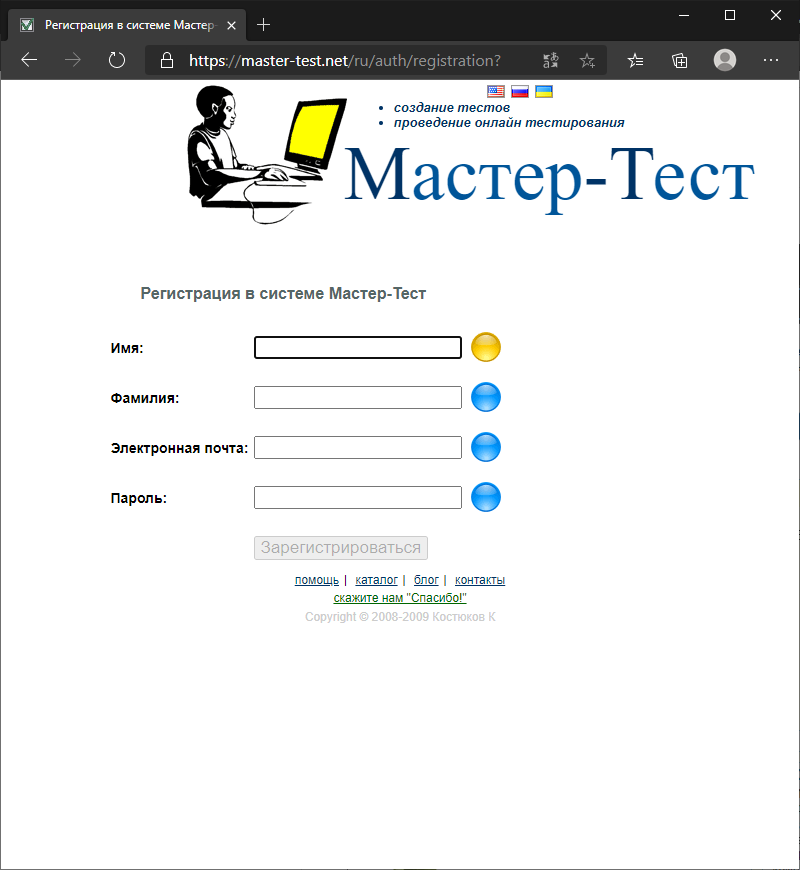 Регистрация в системе Мастер-
https://master-test.net/ru/auth/registration?
создание тестов
проведение онлайн тестирования
Мастер-Тест
Регистрация в системе Мастер-Тест
Имя:
Фамилия:
Электронная почта:
Пароль:
Зарегистрироваться
помощь | каталог | блог | контакты
скажите нам "Спасибо!"
Copyright © 2008-2009 Костюков К